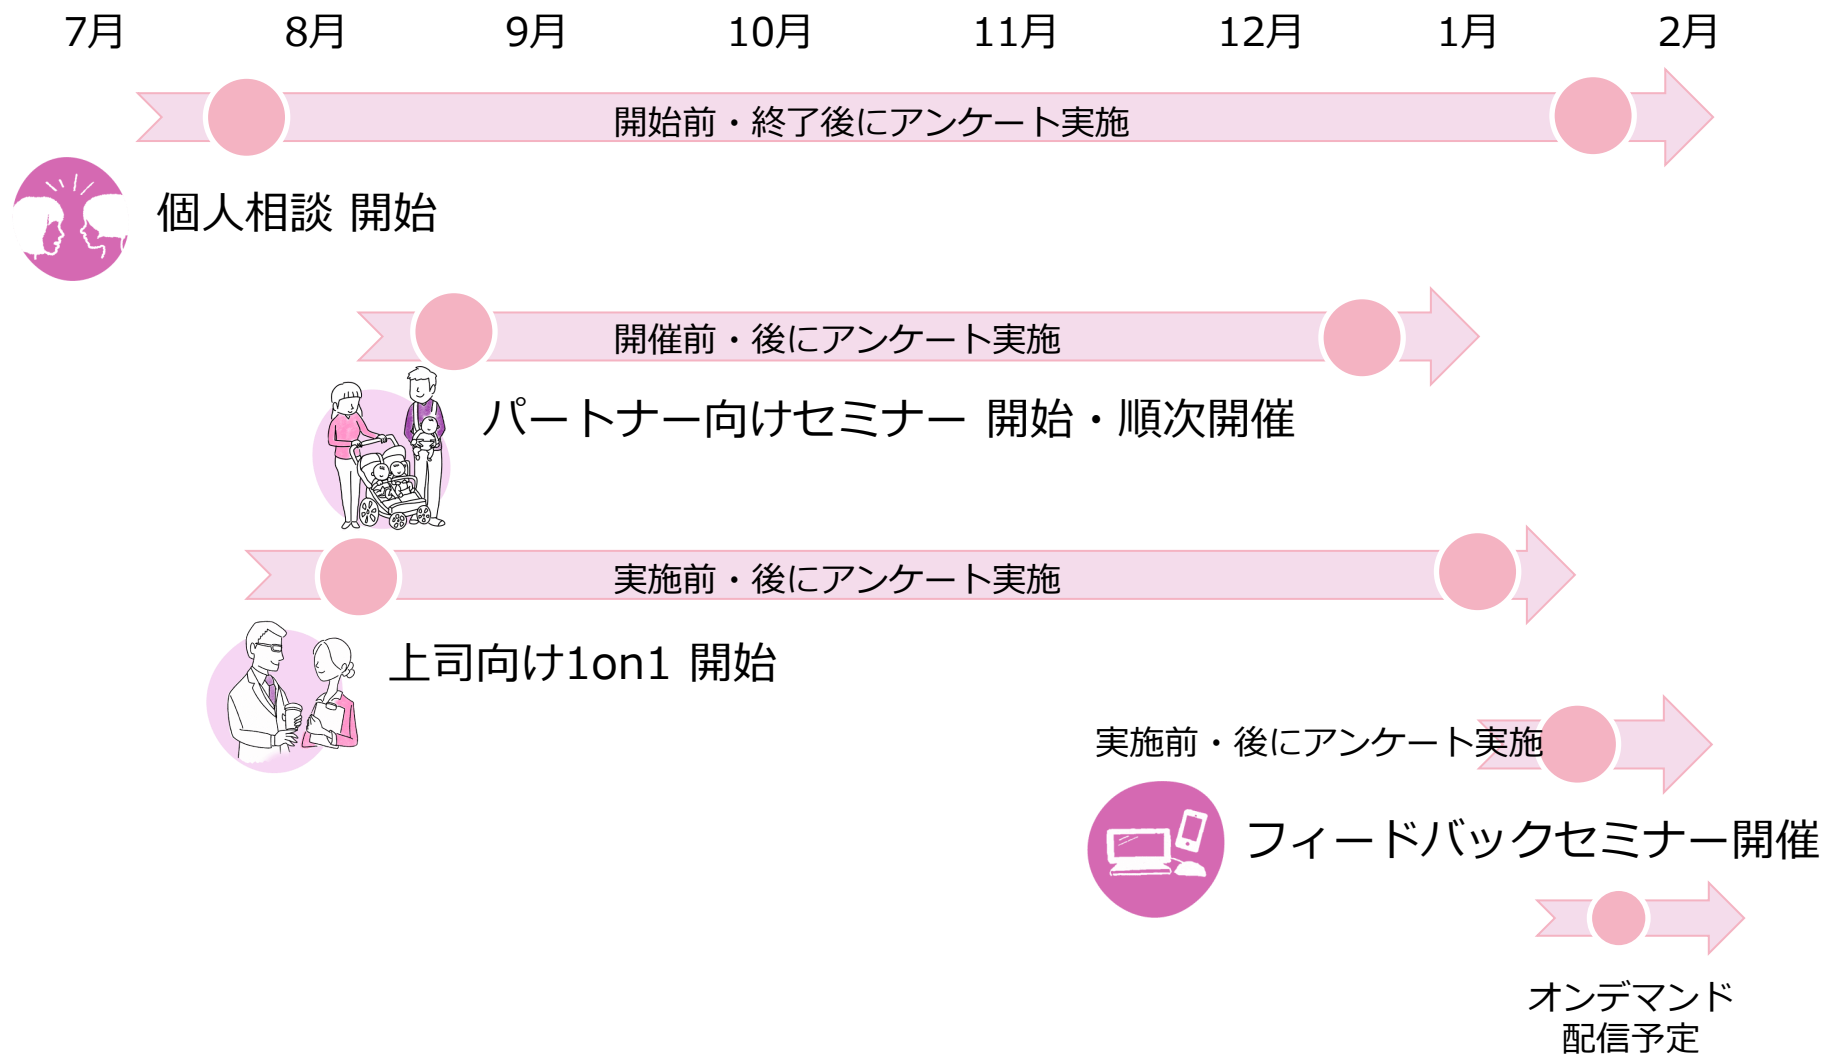 7月 8月 9月 10月 11月 12月 1月 2月
開始前・終了後にアンケート実施
個人相談 開始
開催前・後にアンケート実施
パートナー向けセミナー 開始・順次開催
実施前・後にアンケート実施
上司向け1on1 開始
実施前・後にアンケート実施
フィードバックセミナー開催
オンデマンド
配信予定